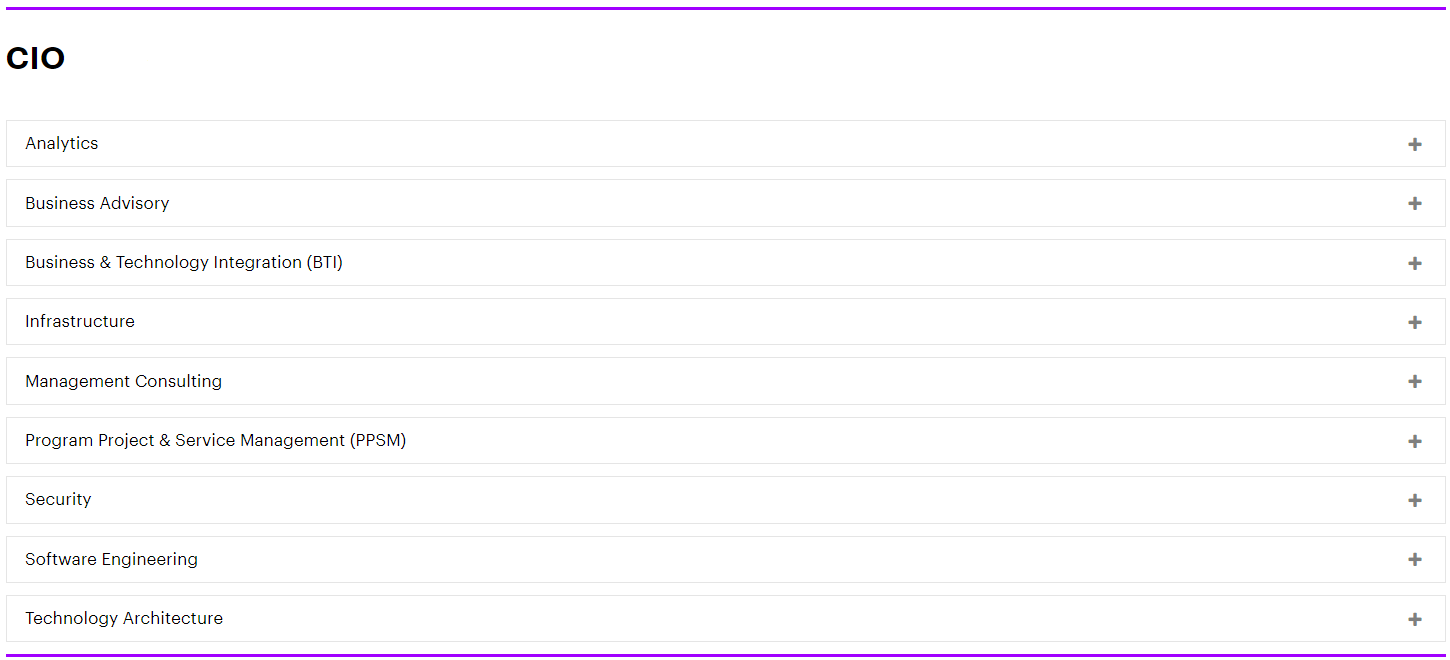 CIO
Analytics
Business Advisory
Business & Technology Integration (BTI)
Infrastructure
Management Consulting
Program Project & Service Management (PPSM)
Security
Software Engineering
Technology Architecture